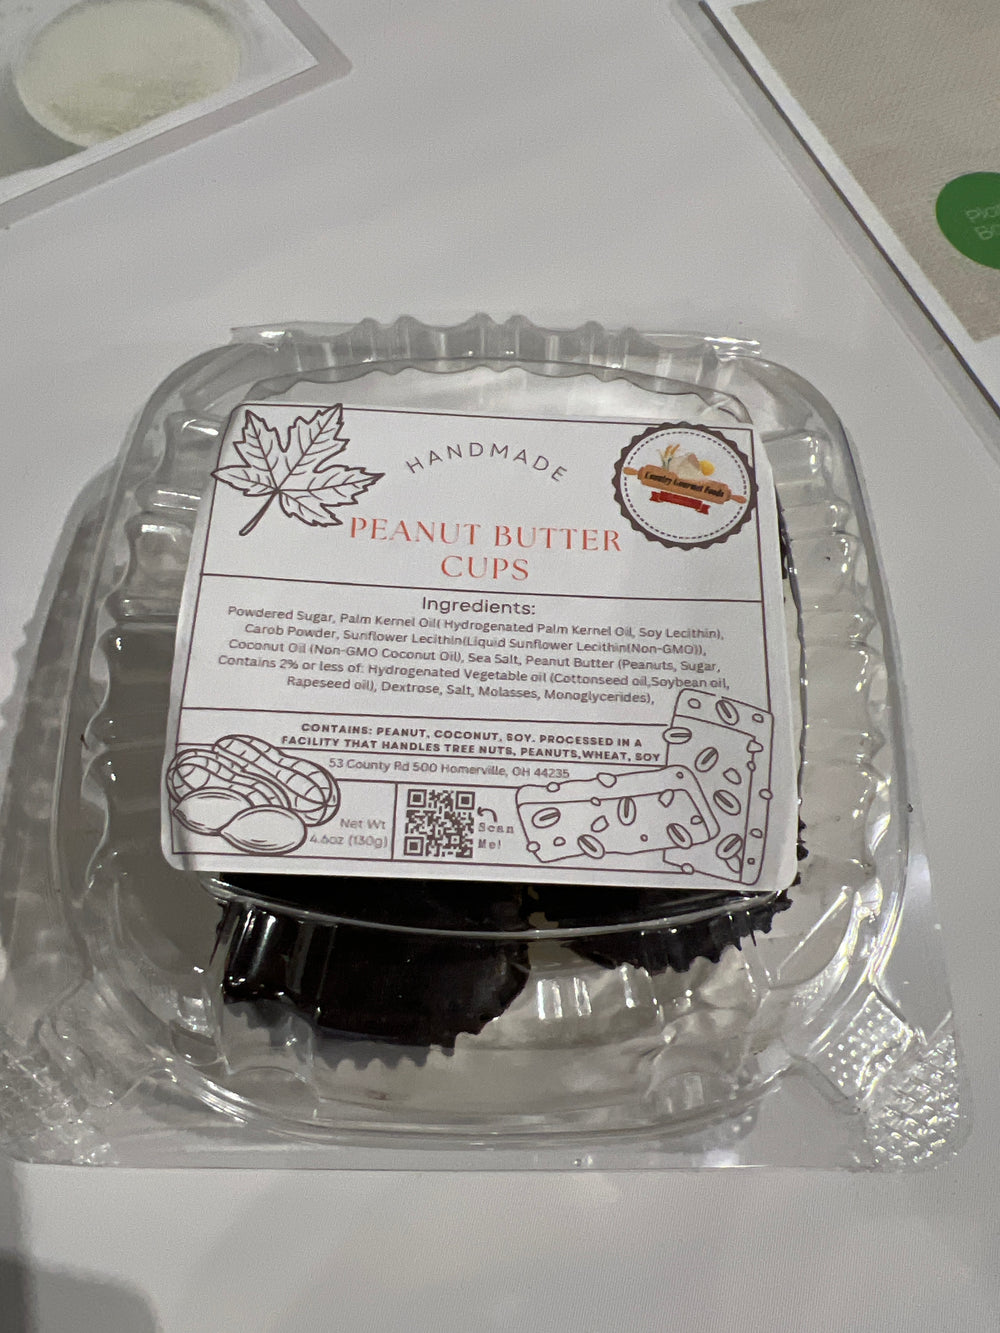 HANDMADE
Country Gourmet Foods
PEANUT BUTTER
CUPS
Ingredients:
Powdered Sugar, Palm Kernel Oil( Hydrogenated Palm Kernel Oil, Soy Lecithin),
Carob Powder, Sunflower Lecithin(Liquid Sunflower Lecithin(Non-GMO)),
Coconut Oil (Non-GMO Coconut Oil), Sea Salt, Peanut Butter (Peanuts, Sugar,
Contains 2% or less of: Hydrogenated Vegetable oil (Cottonseed oil,Soybean oil,
Rapeseed oil), Dextrose, Salt, Molasses, Monoglycerides),
CONTAINS: PEANUT, COCONUT, SOY. PROCESSED IN A
FACILITY THAT HANDLES TREE NUTS, PEANUTS,WHEAT, SOY
53 County Rd 500 Homerville, OH 44235
Net Wt
4.6oz (130g)
Scan
Me!